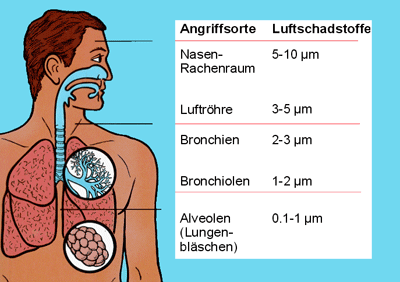 Angriffsorte Luftschadstoffe
Nasen- 5-10 µm
Rachenraum
Luftröhre 3-5 µm
Bronchien 2-3 µm
Bronchiolen 1-2 µm
Alveolen 0.1-1 µm
(Lungen-
bläschen)